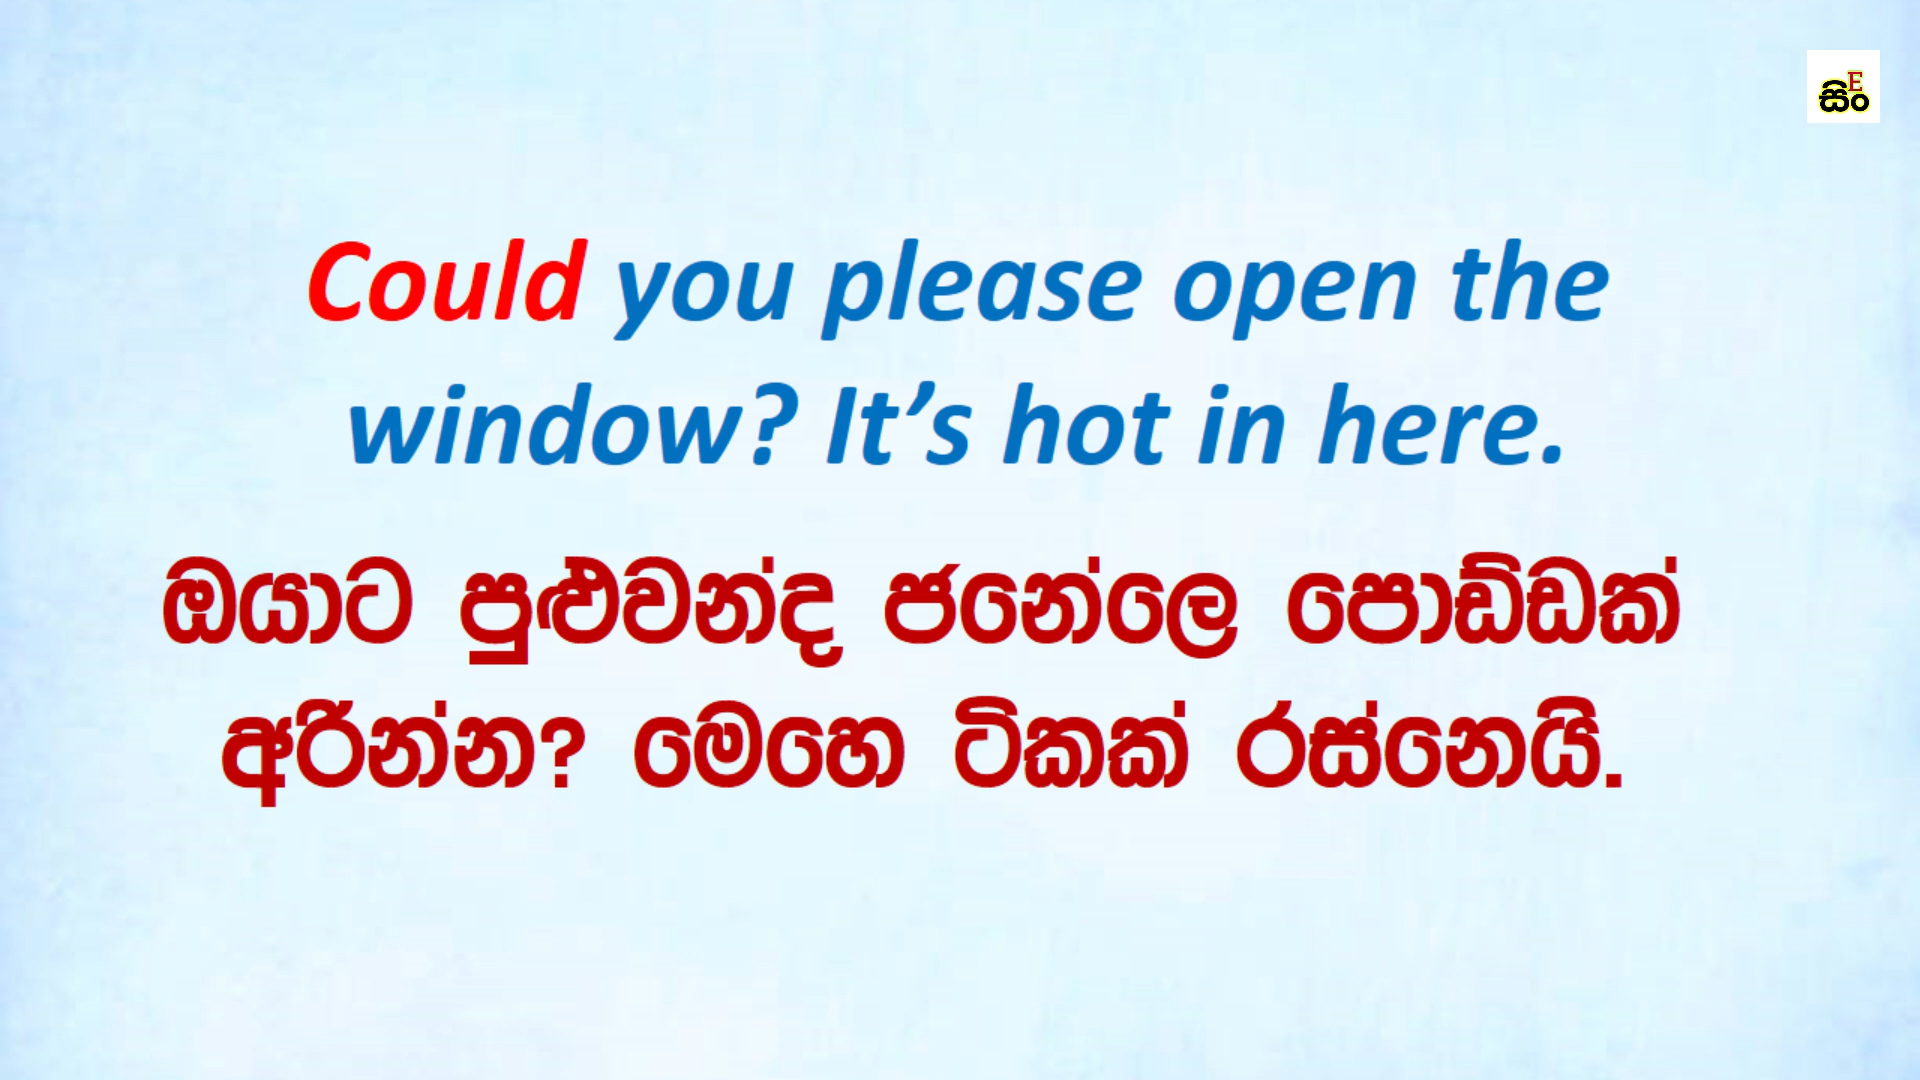 E
සිං
Could you please open the
window? It’s hot in here.
ඔයාට පුළුවන්ද ජනේලෙ පොඩ්ඩක්
අරින්න? මෙහෙ ටිකක් රස්නෙයි.